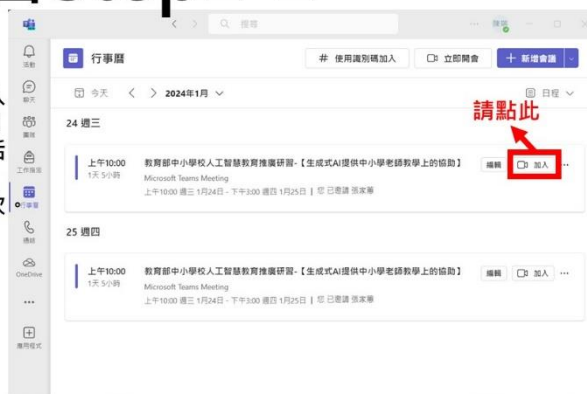 Step
搜尋
陳
活動
行事曆
# 使用識別碼加入
立即開會
+ 新增會議
聊天
今天
2024年1月
日程
團隊
請點此
24 週三
工作指派
上午10:00
1天 5小時
教育部中小學校人工智慧教育推廣研習-【生成式AI提供中小學老師教學上的協助】
Microsoft Teams Meeting
上午10:00 週三 1月24日 - 下午3:00 週四 1月25日 | 您 已邀請 張家
編輯
加入
...
行事曆
25 週四
通話
OneDrive
上午10:00
1天 5小時
教育部中小學校人工智慧教育推廣研習-【生成式AI提供中小學老師教學上的協助】
Microsoft Teams Meeting
上午10:00 週三 1月24日 - 下午3:00 週四 1月25日 | 您 已邀請 張家
編輯
加入
...
...
應用程式